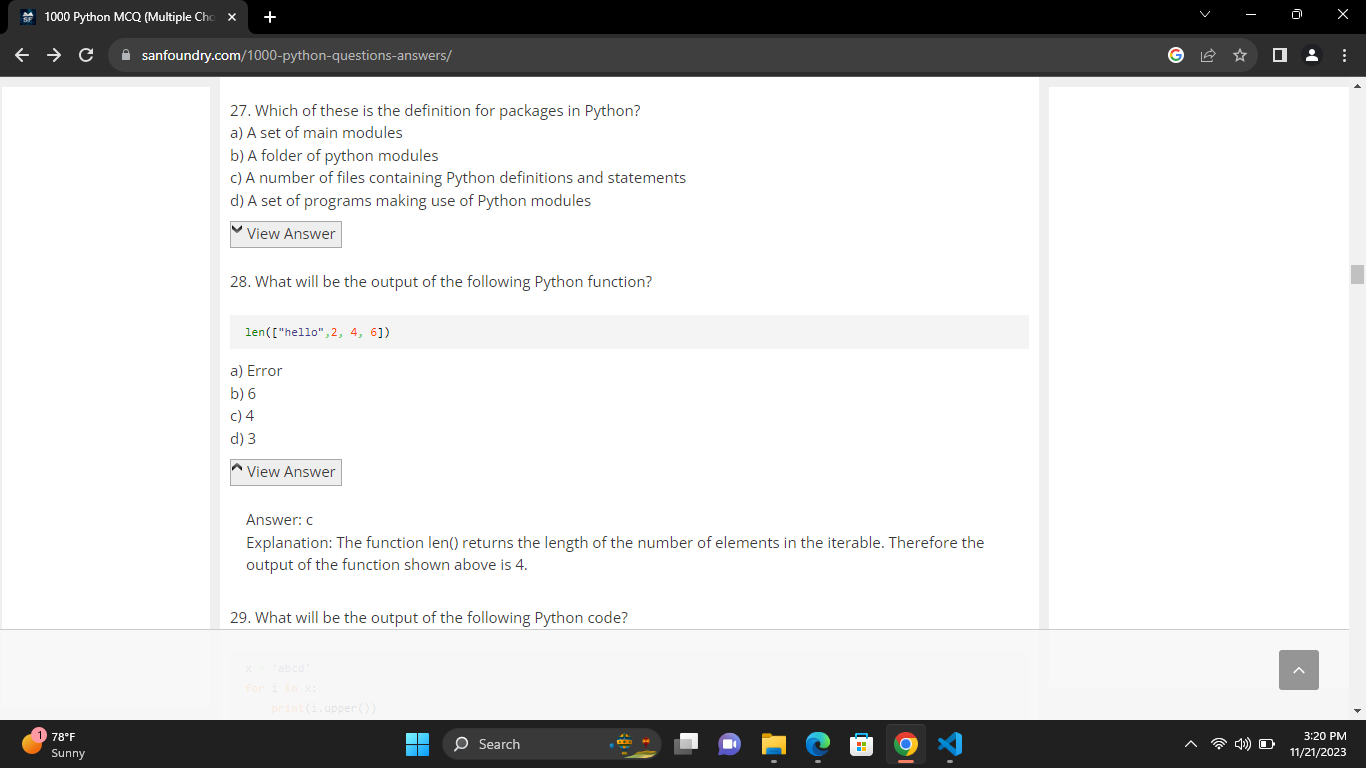 1000 Python MCQ (Multiple Cho
sanfoundry.com/1000-python-questions-answers/
27. Which of these is the definition for packages in Python?
a) A set of main modules
b) A folder of python modules
c) A number of files containing Python definitions and statements
d) A set of programs making use of Python modules
View Answer
28. What will be the output of the following Python function?
len(["hello",2, 4, 6])
a) Error
b) 6
c) 4
d) 3
View Answer
Answer: c
Explanation: The function len() returns the length of the number of elements in the iterable. Therefore the
output of the function shown above is 4.
29. What will be the output of the following Python code?
x = 'abcd'
for i in x:
print(i.upper())
1
78°F
Sunny
Search
3:20 PM
11/21/2023